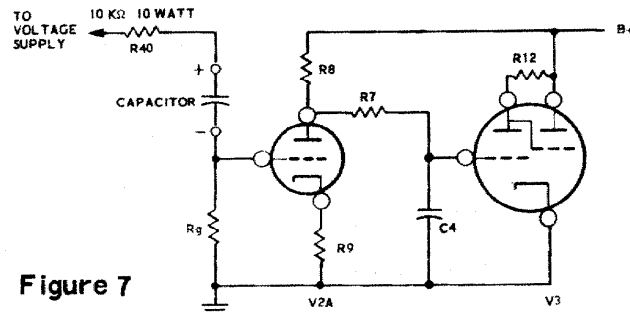 TO
VOLTAGE
SUPPLY
10 KΩ 10 WATT
R40
+
CAPACITOR
-
Rg
R8
R7
R9
C4
R12
B+
V2A
V3
Figure 7